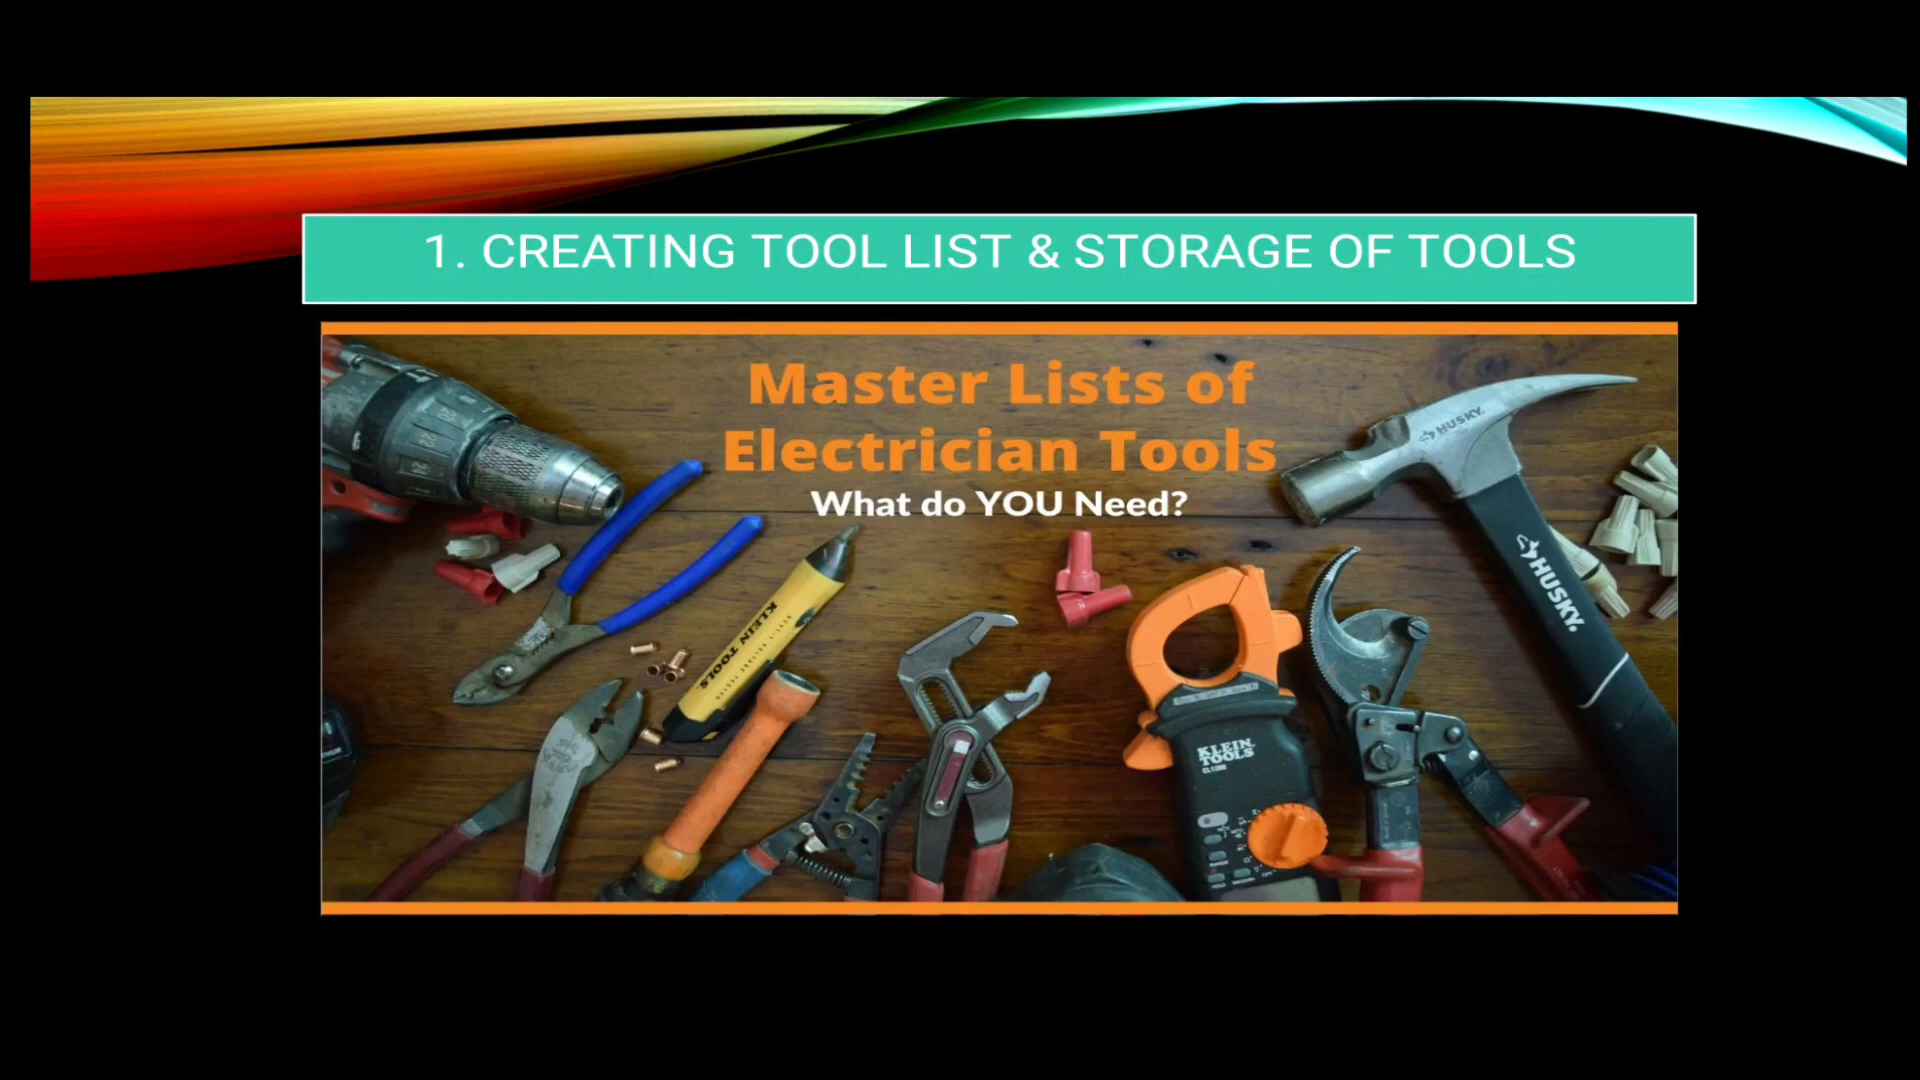 1. CREATING TOOL LIST & STORAGE OF TOOLS
Master Lists of
Electrician Tools
What do YOU Need?
HUSKY
HUSKY
KLEIN TOOLS
KLEIN
TOOLS